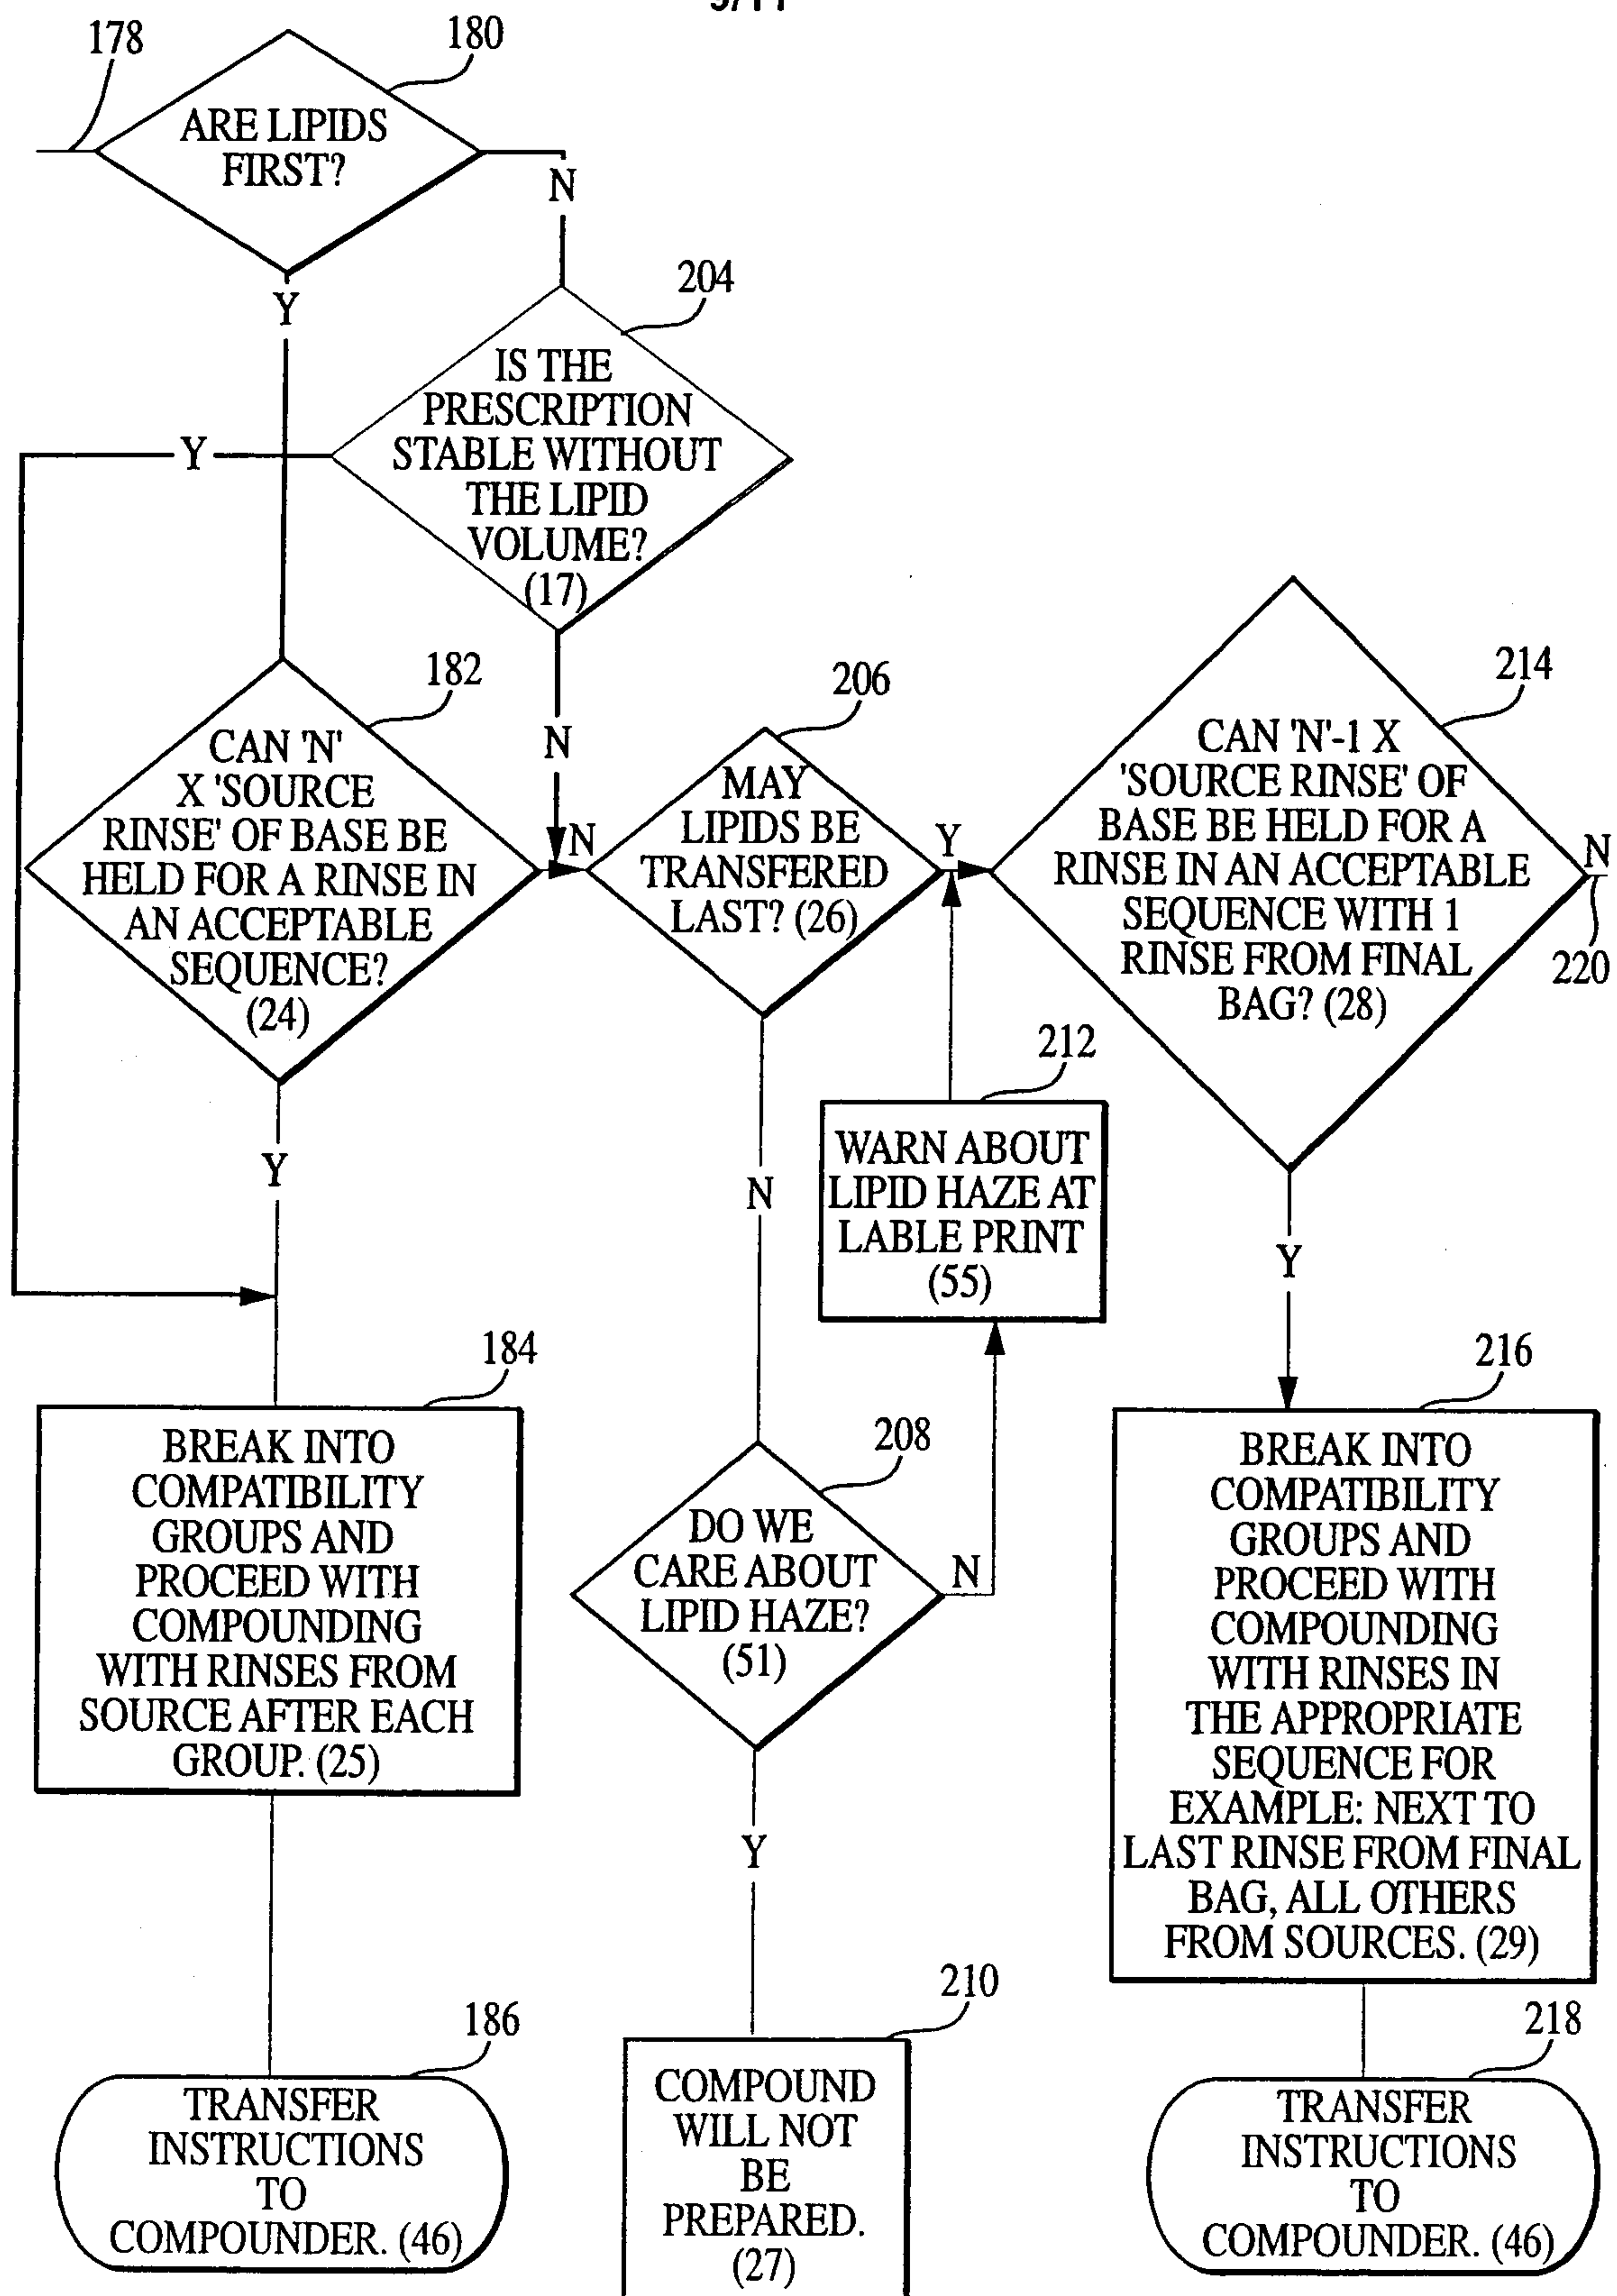 178
180
ARE LIPIDS
FIRST?
N
Y
204
IS THE
PRESCRIPTION
STABLE WITHOUT
THE LIPID
VOLUME?
(17)
Y
N
182
CAN 'N'
X 'SOURCE
RINSE' OF BASE BE
HELD FOR A RINSE IN
AN ACCEPTABLE
SEQUENCE?
(24)
N
Y
206
MAY
LIPIDS BE
TRANSFERED
LAST? (26)
Y
N
214
CAN 'N'-1 X
'SOURCE RINSE' OF
BASE BE HELD FOR A
RINSE IN AN ACCEPTABLE
SEQUENCE WITH 1
RINSE FROM FINAL
BAG? (28)
N
220
Y
212
WARN ABOUT
LIPID HAZE AT
LABLE PRINT
(55)
184
BREAK INTO
COMPATIBILITY
GROUPS AND
PROCEED WITH
COMPOUNDING
WITH RINSES FROM
SOURCE AFTER EACH
GROUP. (25)
208
DO WE
CARE ABOUT
LIPID HAZE?
(51)
N
Y
216
BREAK INTO
COMPATIBILITY
GROUPS AND
PROCEED WITH
COMPOUNDING
WITH RINSES IN
THE APPROPRIATE
SEQUENCE FOR
EXAMPLE: NEXT TO
LAST RINSE FROM FINAL
BAG, ALL OTHERS
FROM SOURCES. (29)
186
TRANSFER
INSTRUCTIONS
TO
COMPOUNDER. (46)
210
COMPOUND
WILL NOT
BE
PREPARED.
(27)
218
TRANSFER
INSTRUCTIONS
TO
COMPOUNDER. (46)